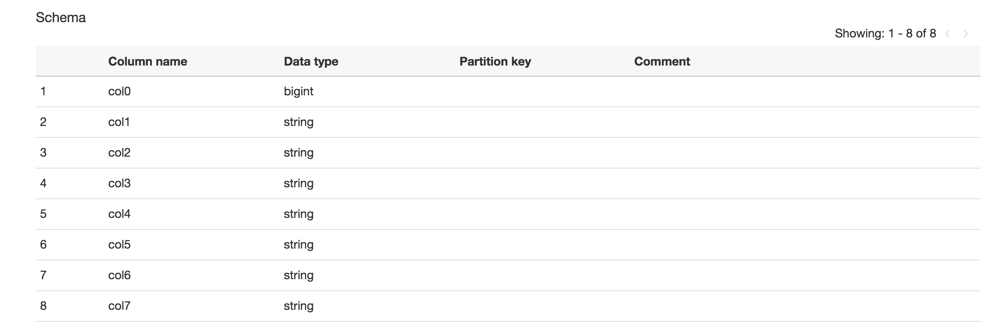 Schema
Showing: 1 - 8 of 8 < >
Column name Data type Partition key Comment
1 col0 bigint
2 col1 string
3 col2 string
4 col3 string
5 col4 string
6 col5 string
7 col6 string
8 col7 string